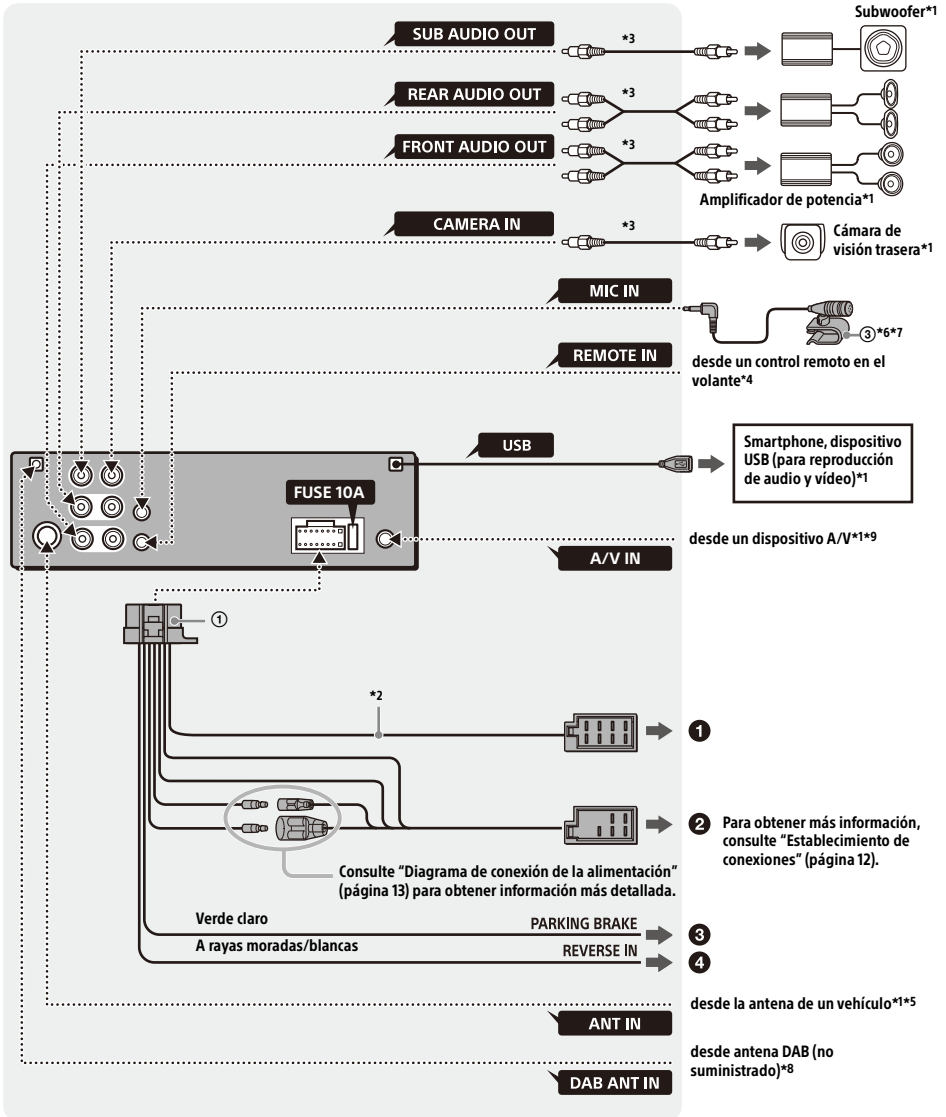 Subwoofer*1
SUB AUDIO OUT
*3
REAR AUDIO OUT
*3
FRONT AUDIO OUT
*3
Amplificador de potencia*1
CAMERA IN
*3
Cámara de
visión trasera*1
MIC IN
③*6*7
REMOTE IN
desde un control remoto en el
volante*4
USB
Smartphone, dispositivo
USB (para reproducción
de audio y vídeo)*1
FUSE 10A
desde un dispositivo A/V*1*9
A/V IN
①
*2
❶
❷
Para obtener más información,
consulte “Establecimiento de
conexiones” (página 12).
Consulte “Diagrama de conexión de la alimentación”
(página 13) para obtener información más detallada.
Verde claro
PARKING BRAKE
❸
A rayas moradas/blancas
REVERSE IN
❹
desde la antena de un vehículo*1*5
ANT IN
desde antena DAB (no
suministrado)*8
DAB ANT IN